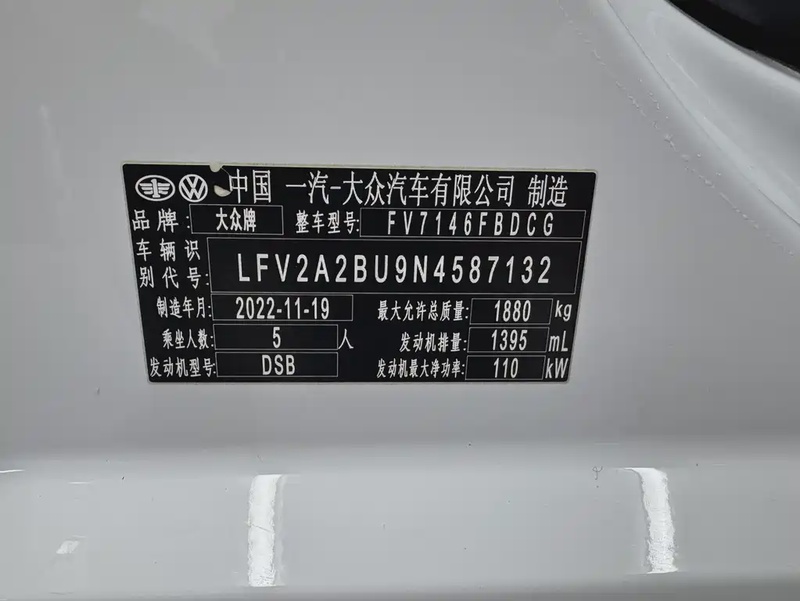 中国 一汽-大众汽车有限公司 制造
品牌: 大众牌 整车型号: FV7146FBDCG
车辆识
别代号: LFV2A2BU9N4587132
制造年月: 2022-11-19 最大允许总质量: 1880 kg
乘坐人数: 5 人 发动机排量: 1395 mL
发动机型号: DSB 发动机最大净功率: 110 kW